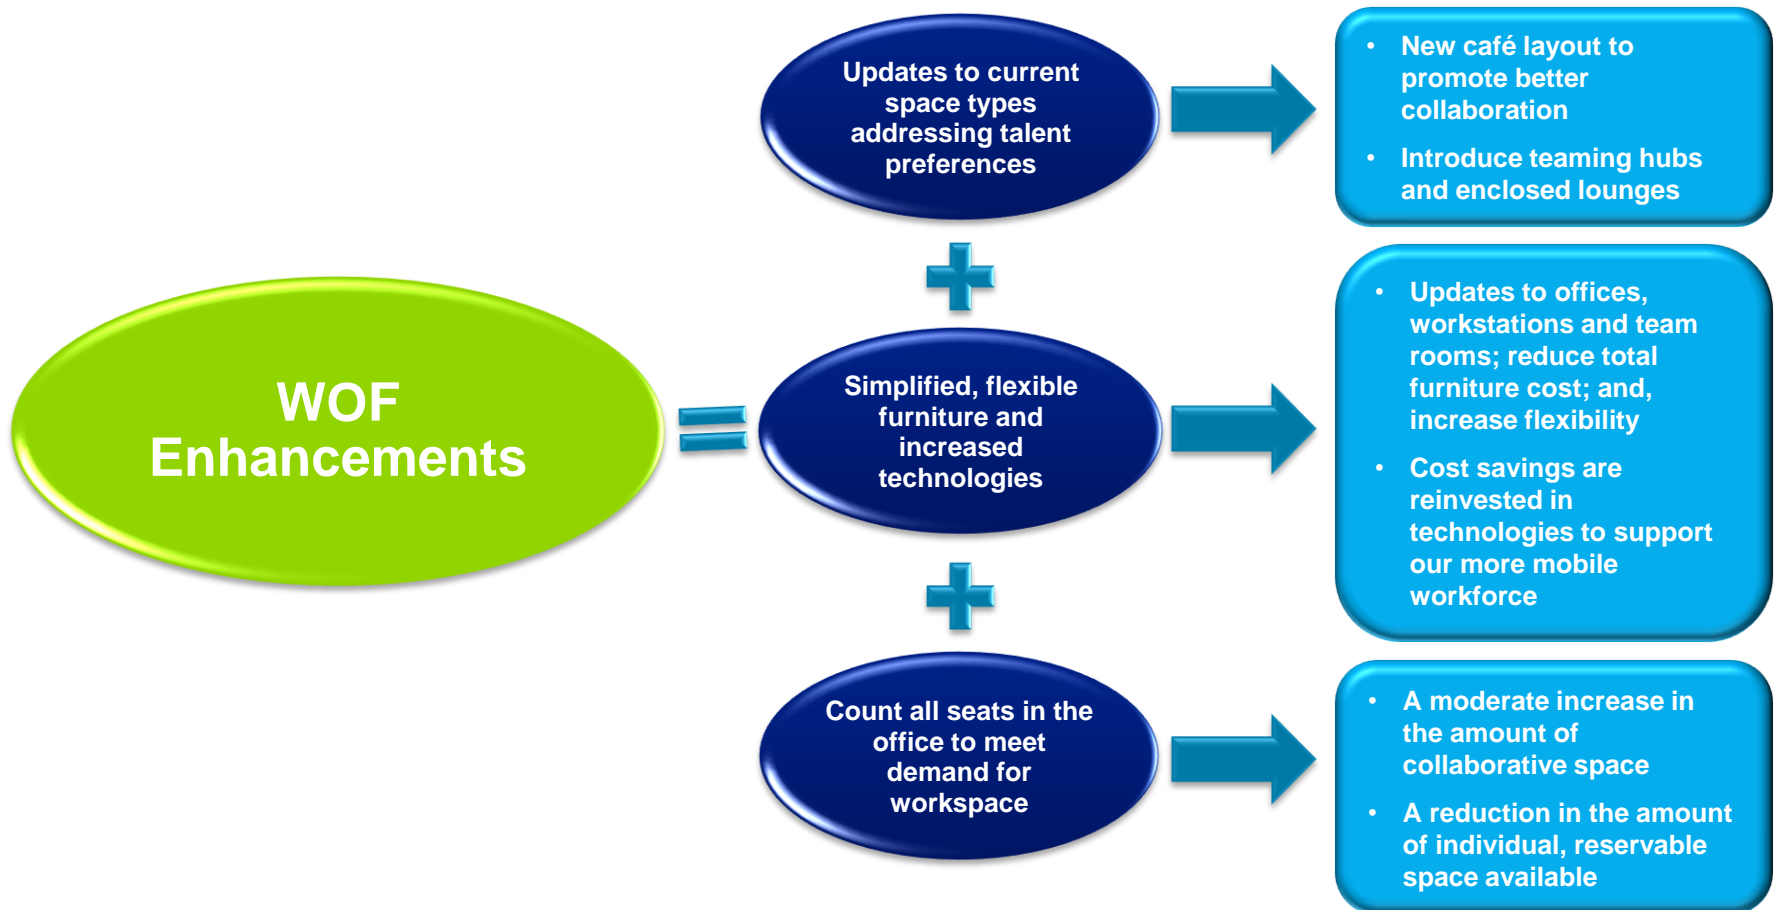 Updates to current
space types
addressing talent
preferences
• New café layout to
promote better
collaboration
• Introduce teaming hubs
and enclosed lounges
WOF
Enhancements
Simplified, flexible
furniture and
increased
technologies
• Updates to offices,
workstations and team
rooms; reduce total
furniture cost; and,
increase flexibility
• Cost savings are
reinvested in
technologies to support
our more mobile
workforce
Count all seats in the
office to meet
demand for
workspace
• A moderate increase in
the amount of
collaborative space
• A reduction in the amount
of individual, reservable
space available